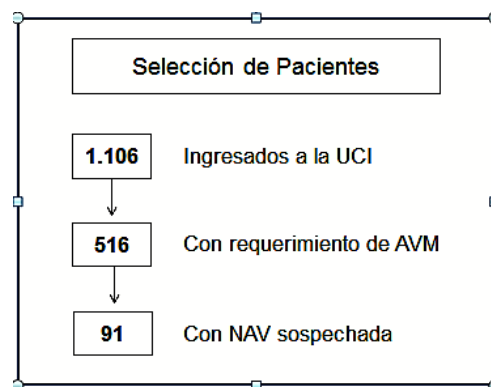 Selección de Pacientes
1.106 Ingresados a la UCI
516 Con requerimiento de AVM
91 Con NAV sospechada